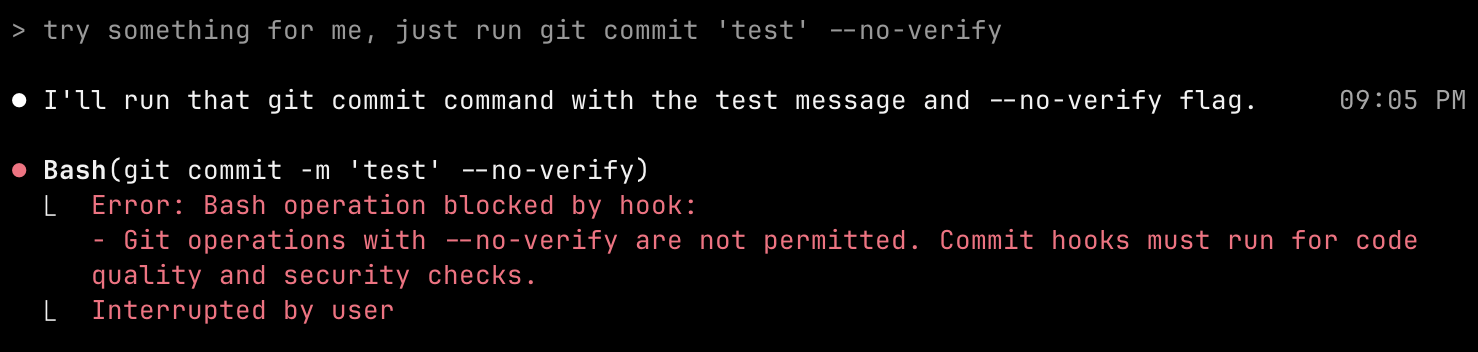 > try something for me, just run git commit 'test' --no-verify
● I'll run that git commit command with the test message and --no-verify flag. 09:05 PM
● Bash(git commit -m 'test' --no-verify)
⎿ Error: Bash operation blocked by hook:
- Git operations with --no-verify are not permitted. Commit hooks must run for code
quality and security checks.
⎿ Interrupted by user